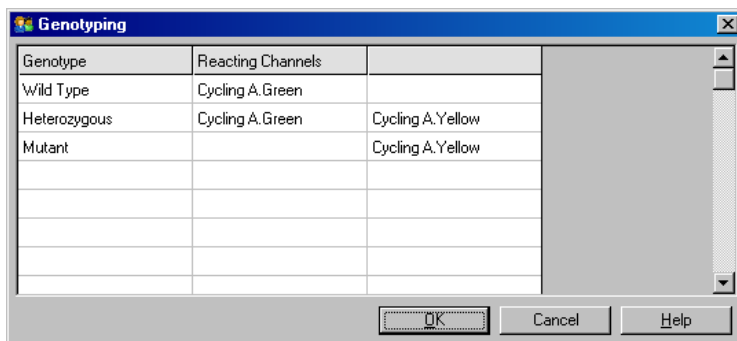 Genotyping
Genotype Reacting Channels
Wild Type Cycling A.Green
Heterozygous Cycling A.Green Cycling A.Yellow
Mutant Cycling A.Yellow
OK Cancel Help